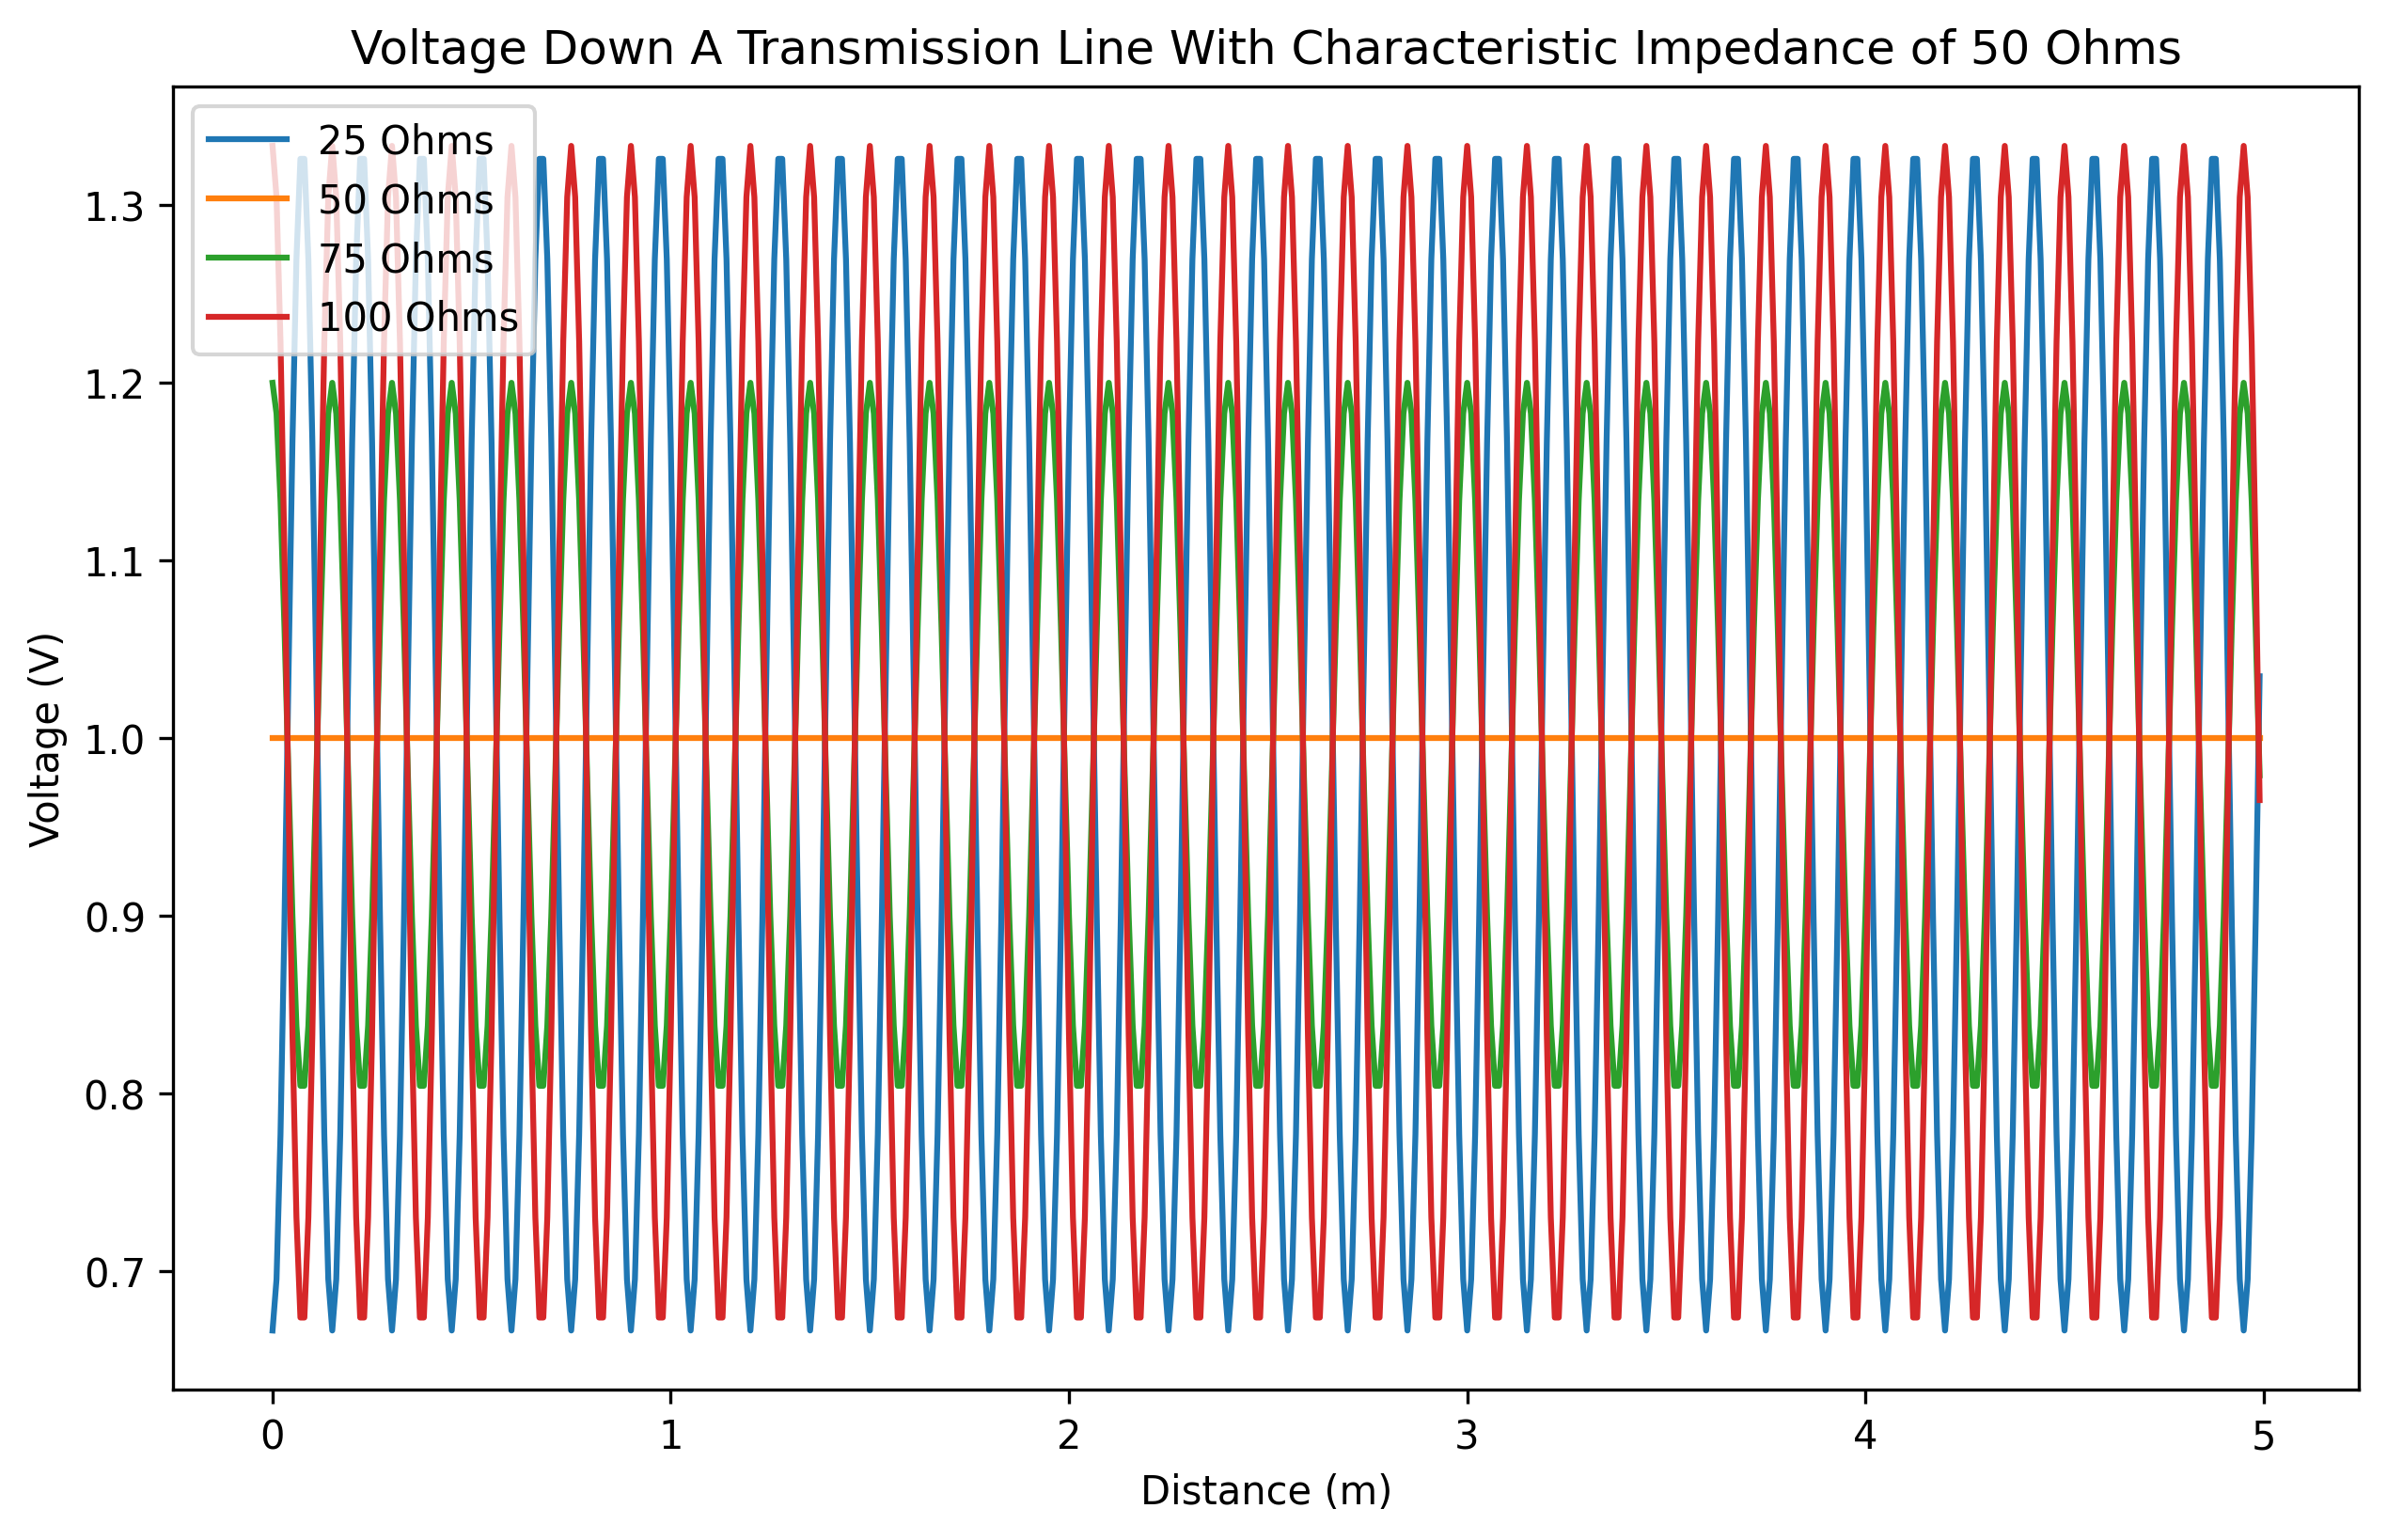 Voltage Down A Transmission Line With Characteristic Impedance of 50 Ohms
25 Ohms
50 Ohms
75 Ohms
100 Ohms
1.3
1.2
1.1
1.0
0.9
0.8
0.7
Voltage (V)
0 1 2 3 4 5
Distance (m)